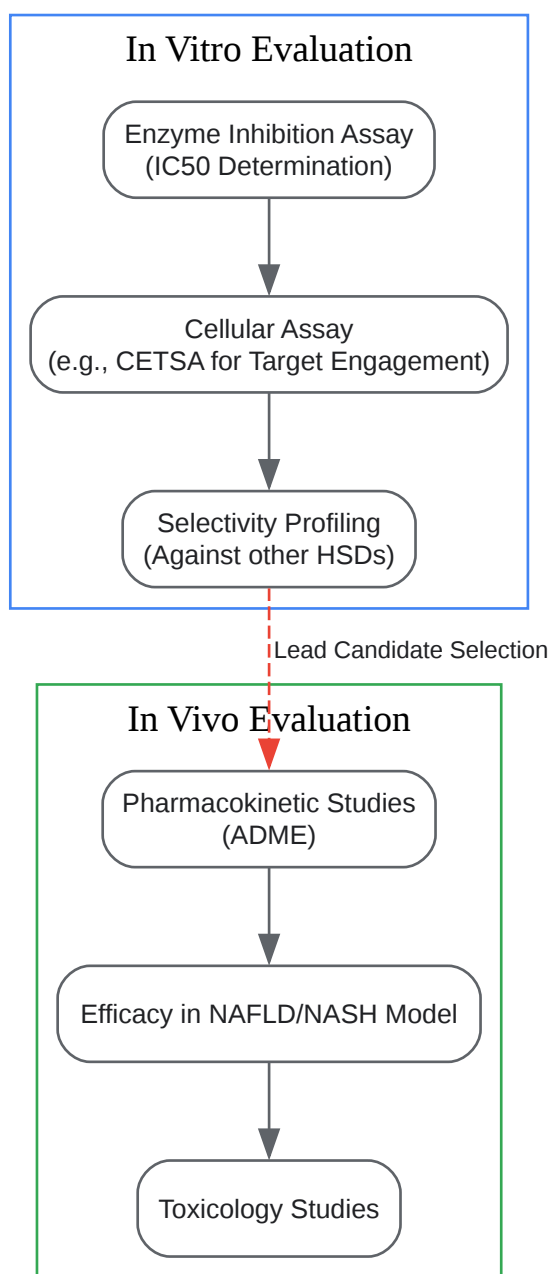 In Vitro Evaluation
Enzyme Inhibition Assay
(IC50 Determination)
Cellular Assay
(e.g., CETSA for Target Engagement)
Selectivity Profiling
(Against other HSDs)
Lead Candidate Selection
In Vivo Evaluation
Pharmacokinetic Studies
(ADME)
Efficacy in NAFLD/NASH Model
Toxicology Studies